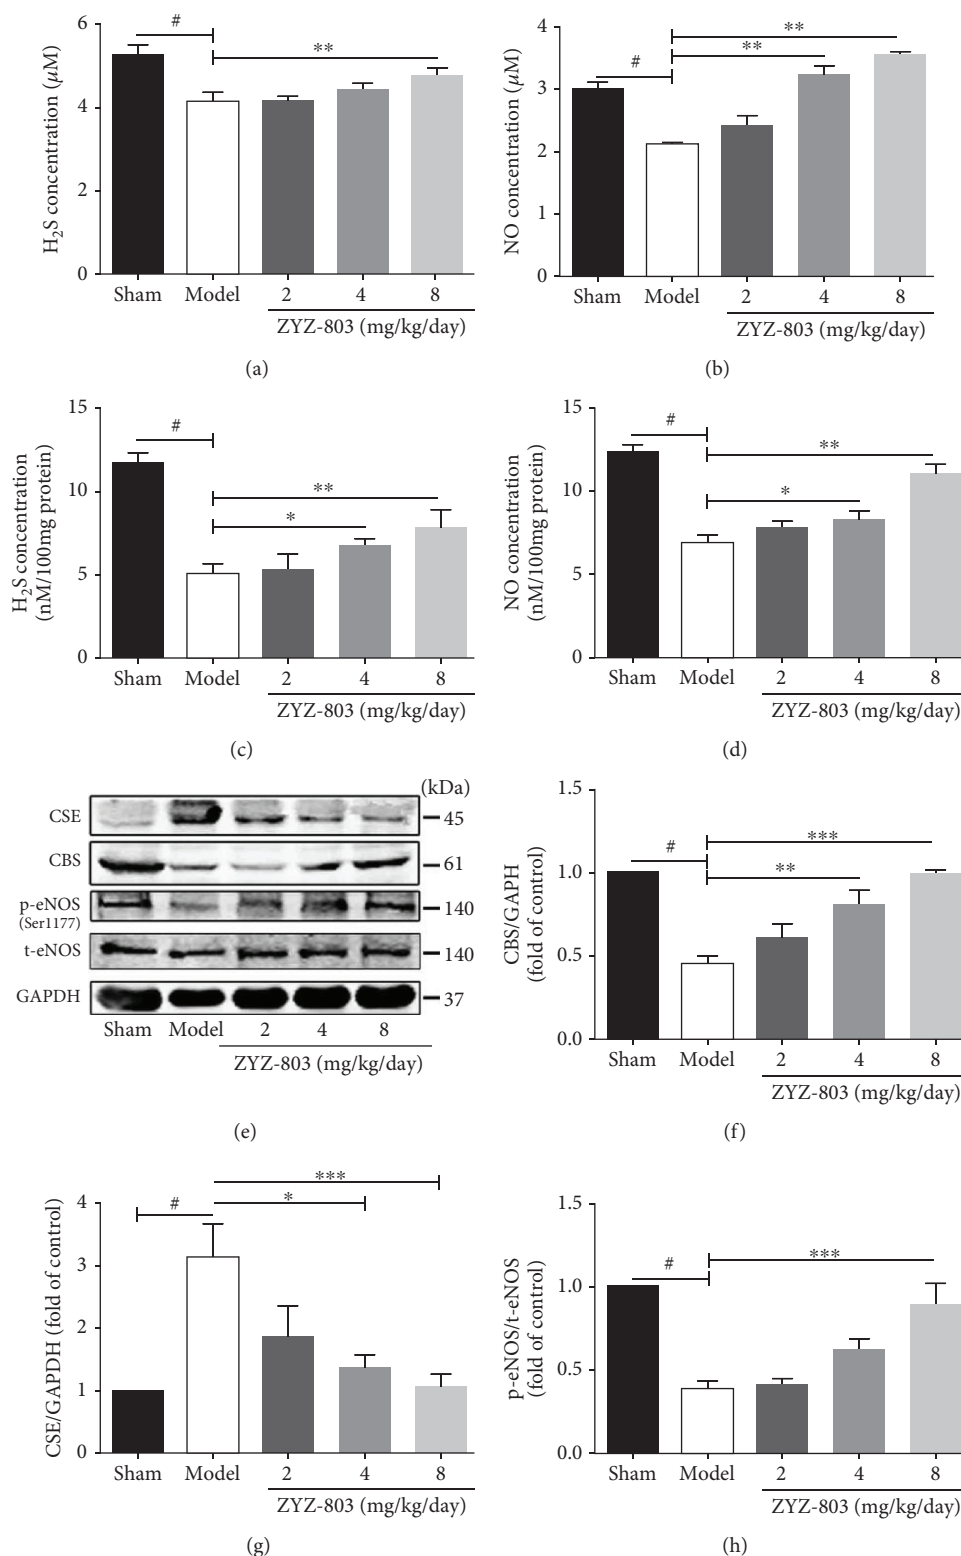 H₂S concentration (μM)
6
4
2
0
#
**
Sham Model 2 4 8
ZYZ-803 (mg/kg/day)
(a)
NO concentration (μM)
4
3
2
1
0
#
**
**
Sham Model 2 4 8
ZYZ-803 (mg/kg/day)
(b)
H₂S concentration
(nM/100mg protein)
15
10
5
0
#
**
*
Sham Model 2 4 8
ZYZ-803 (mg/kg/day)
(c)
NO concentration
(nM/100mg protein)
15
10
5
0
#
**
*
Sham Model 2 4 8
ZYZ-803 (mg/kg/day)
(d)
(kDa)
CSE 45
CBS 61
p-eNOS 140
(Ser1177)
t-eNOS 140
GAPDH 37
Sham Model 2 4 8
ZYZ-803 (mg/kg/day)
(e)
CBS/GAPH
(fold of control)
1.5
1.0
0.5
0.0
#
***
**
Sham Model 2 4 8
ZYZ-803 (mg/kg/day)
(f)
CSE/GAPDH (fold of control)
4
3
2
1
0
#
***
*
Sham Model 2 4 8
ZYZ-803 (mg/kg/day)
(g)
p-eNOS/t-eNOS
(fold of control)
1.5
1.0
0.5
0.0
#
***
Sham Model 2 4 8
ZYZ-803 (mg/kg/day)
(h)